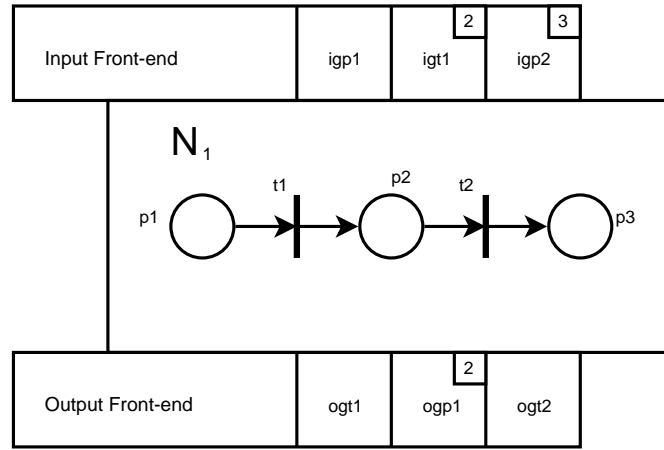 2 3
Input Front-end igp1 igt1 igp2
N1
p1 t1 p2 t2 p3
2
Output Front-end ogt1 ogp1 ogt2